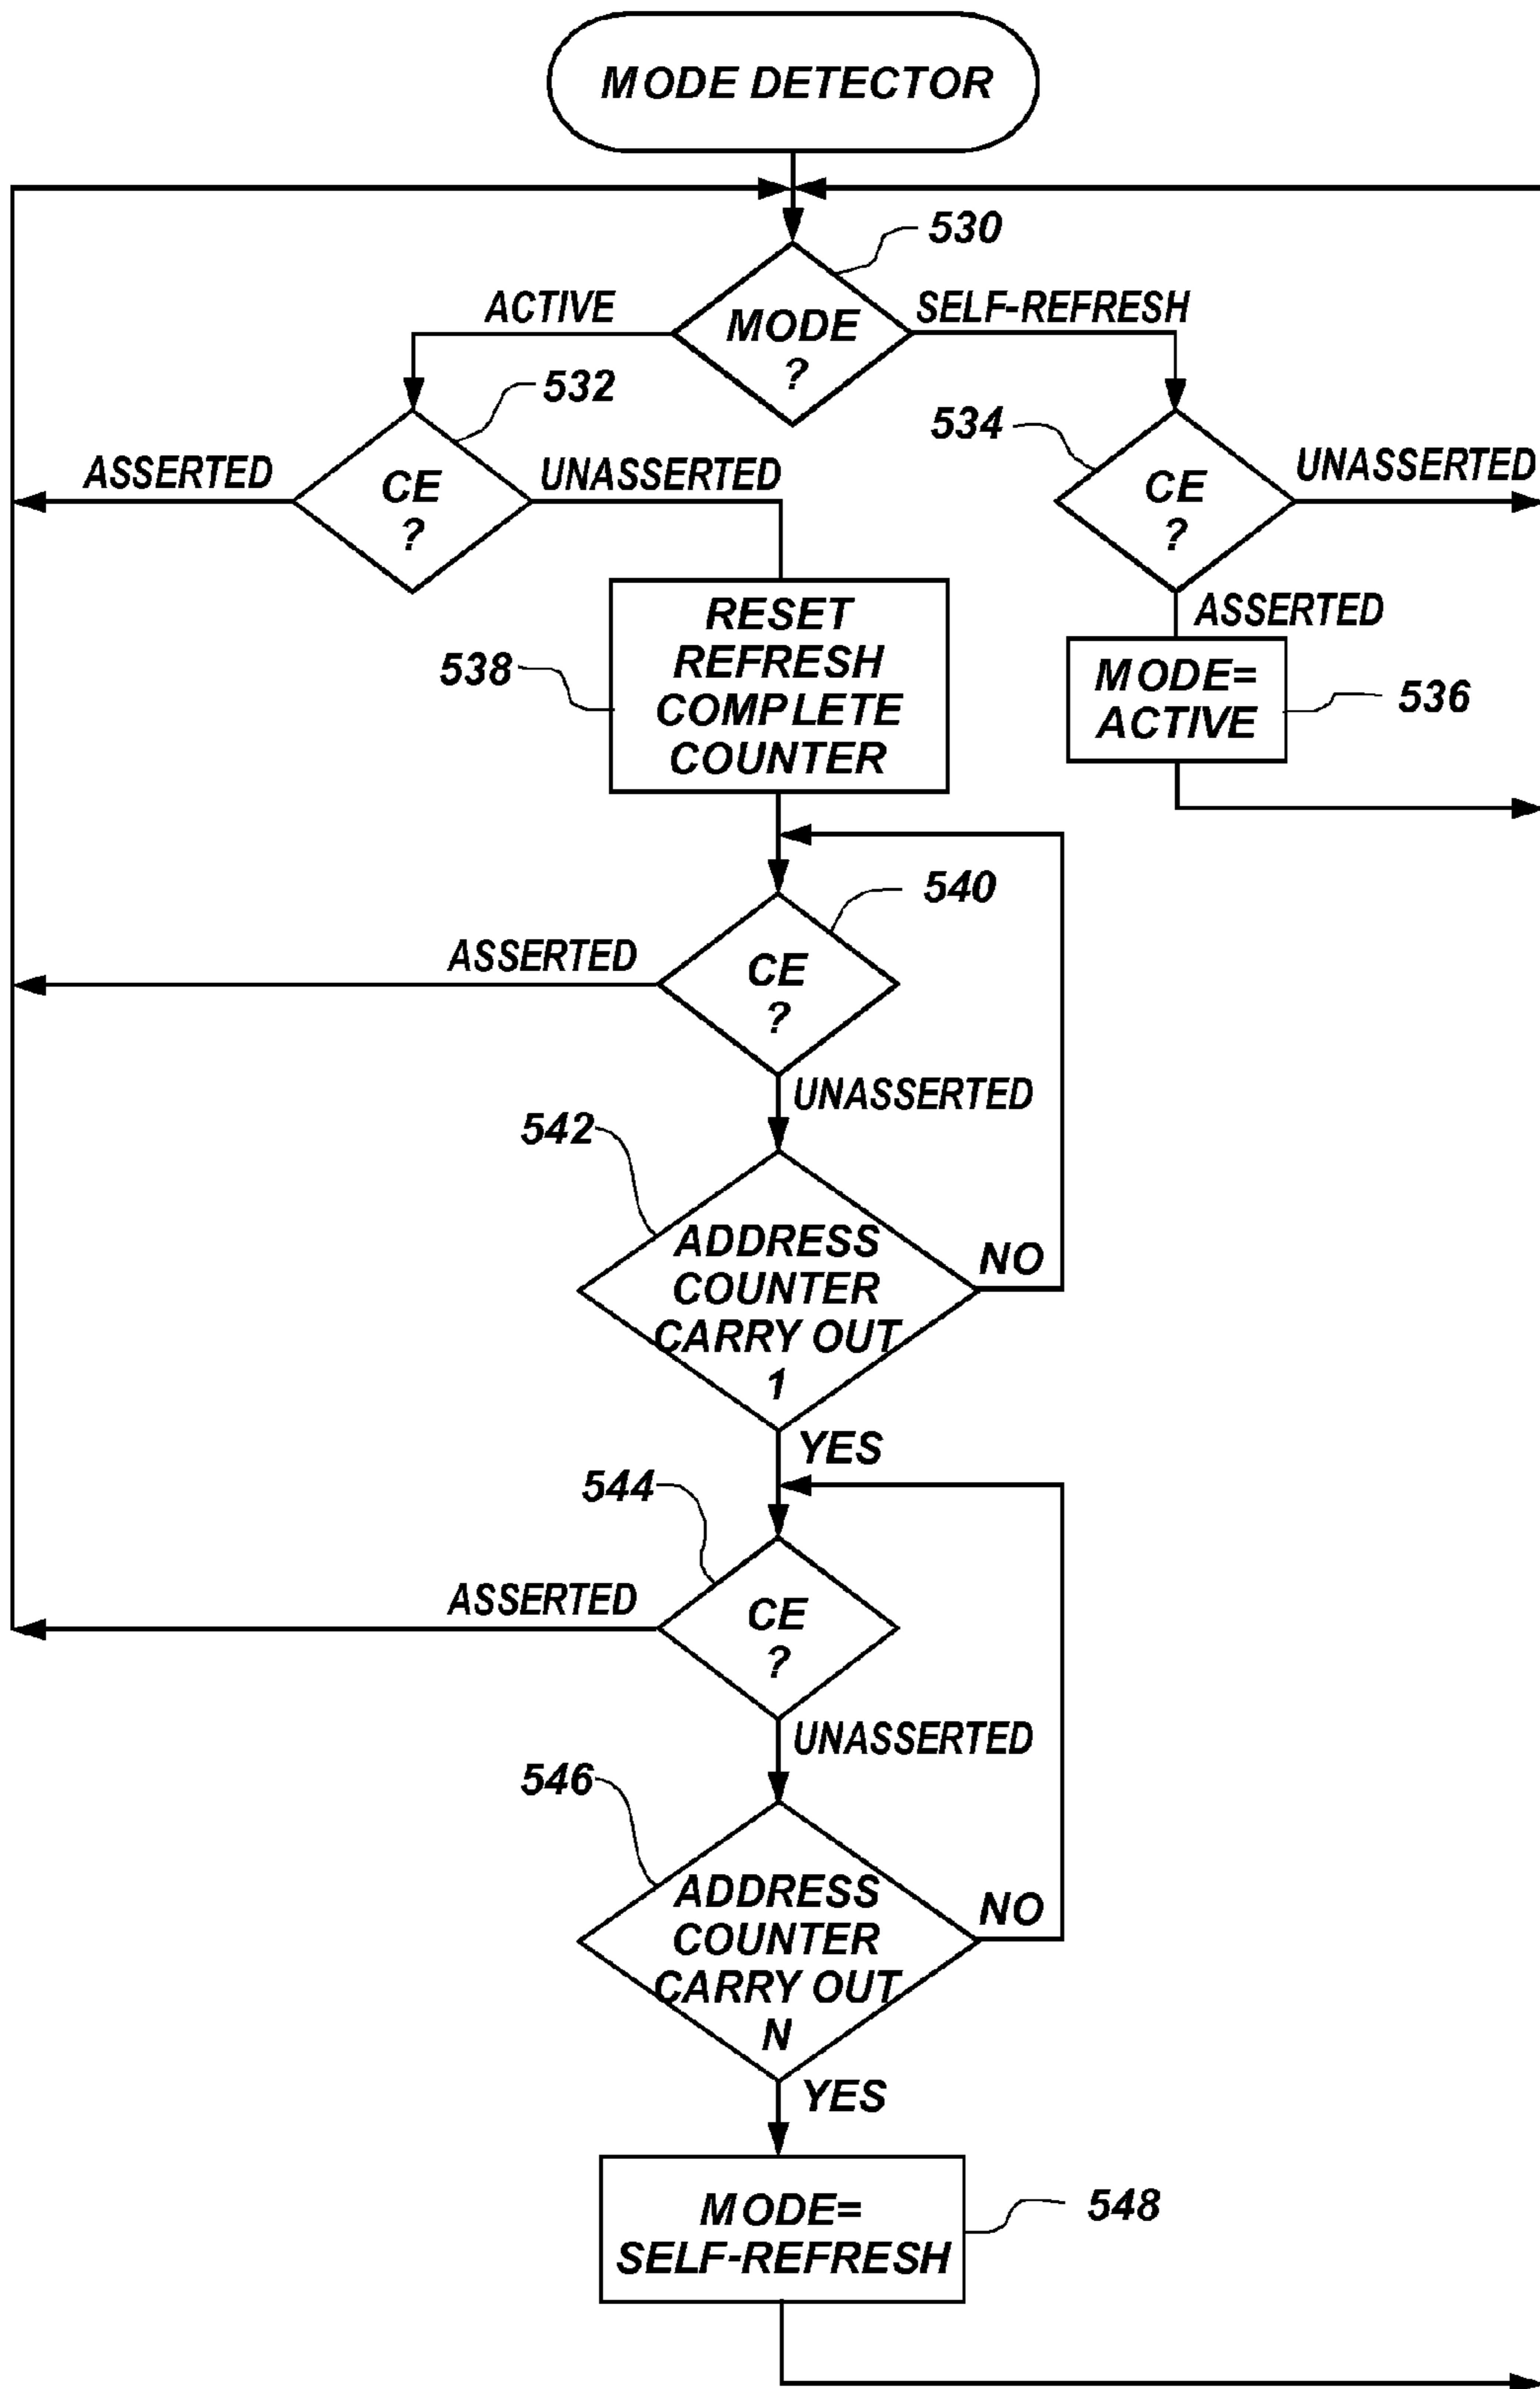 MODE DETECTOR
530
ACTIVE
MODE
?
SELF-REFRESH
532
534
ASSERTED
CE
?
UNASSERTED
CE
?
UNASSERTED
ASSERTED
538
RESET
REFRESH
COMPLETE
COUNTER
MODE=
ACTIVE
536
540
ASSERTED
CE
?
UNASSERTED
542
ADDRESS
COUNTER
CARRY OUT
1
NO
YES
544
ASSERTED
CE
?
UNASSERTED
546
ADDRESS
COUNTER
CARRY OUT
N
NO
YES
MODE=
SELF-REFRESH
548